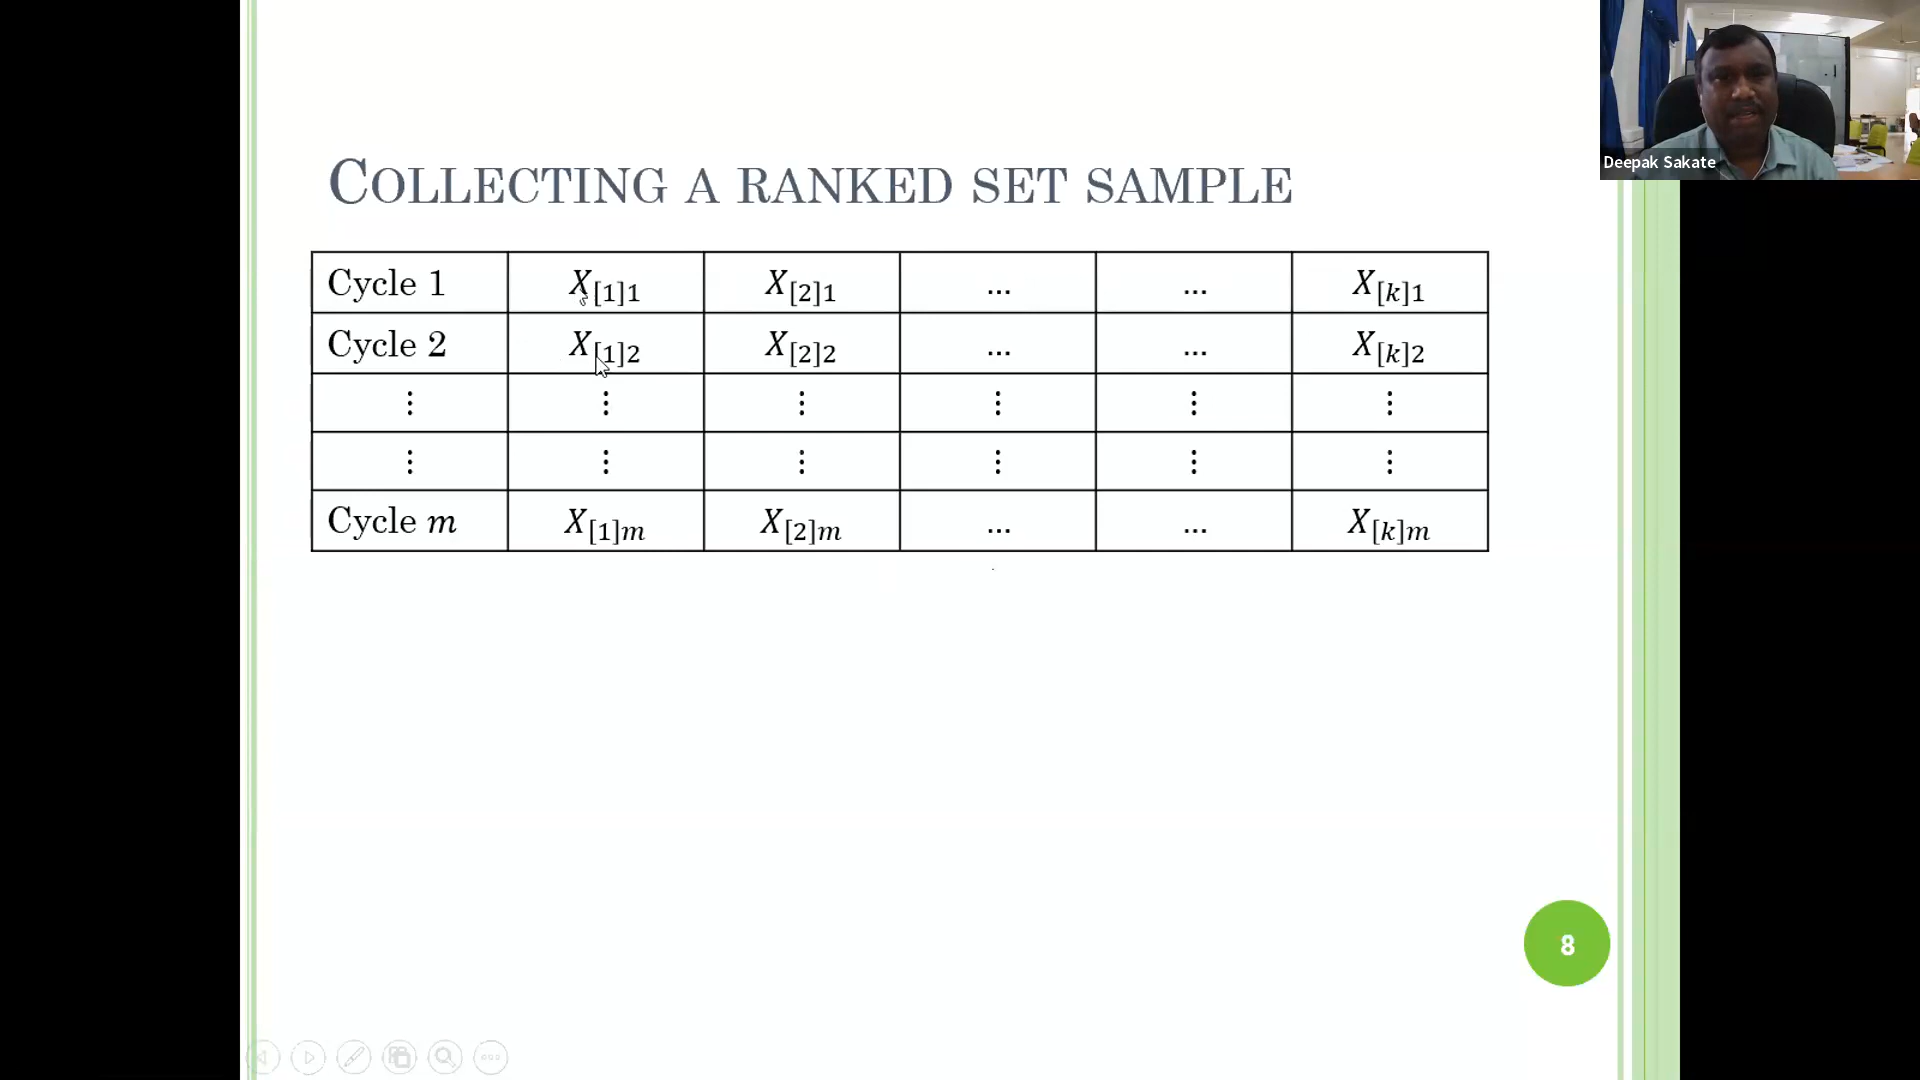 Deepak Sakate
COLLECTING A RANKED SET SAMPLE
Cycle 1 X[1]1 X[2]1 ... ... X[k]1
Cycle 2 X[1]2 X[2]2 ... ... X[k]2
⋮ ⋮ ⋮ ⋮ ⋮ ⋮
⋮ ⋮ ⋮ ⋮ ⋮ ⋮
Cycle m X[1]m X[2]m ... ... X[k]m
8